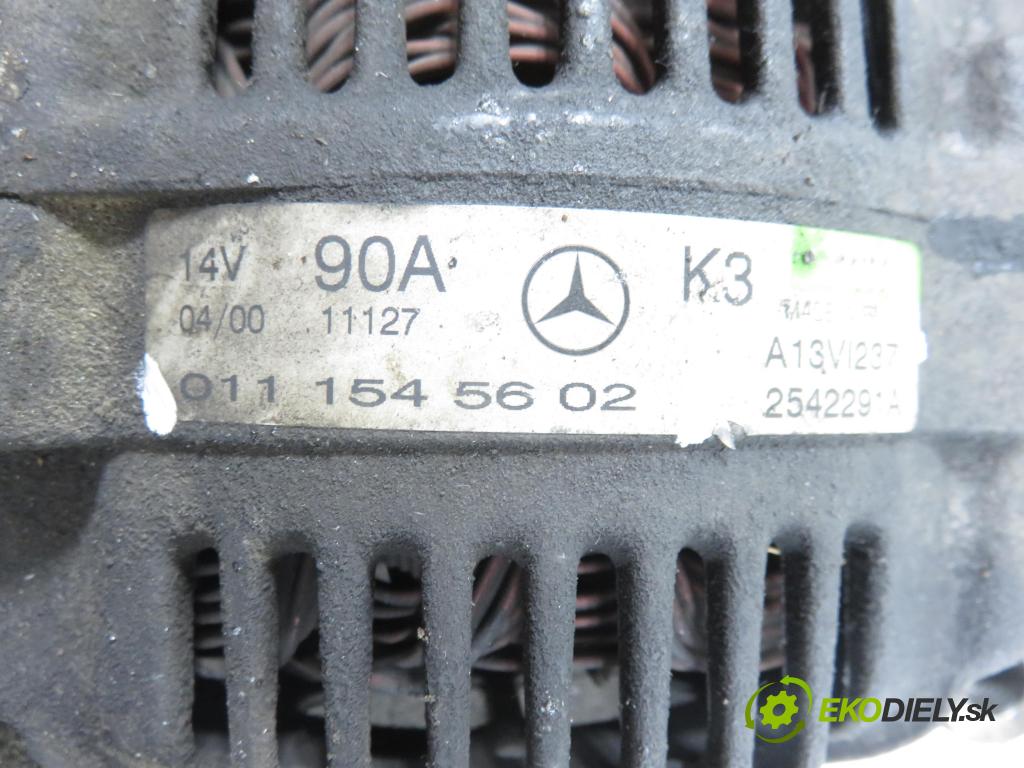 14V 90A K3
04/00 11127
A13VI237
011 154 56 02 2542291A
EKODIELY.sk